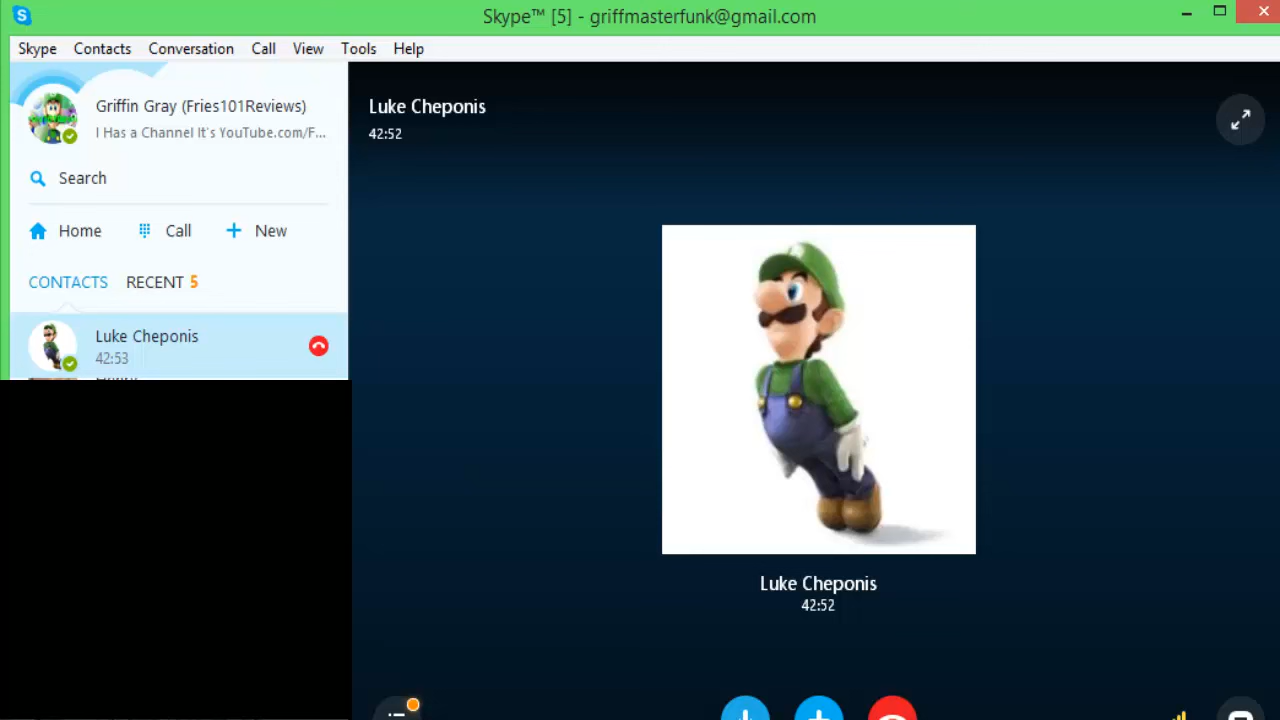 Skype™ [5] - griffmasterfunk@gmail.com
Skype Contacts Conversation Call View Tools Help
Griffin Gray (Fries101Reviews)
I Has a Channel It's YouTube.com/F...
Search
Home Call New
CONTACTS RECENT 5
Luke Cheponis
42:53
Luke Cheponis
42:52
Luke Cheponis
42:52